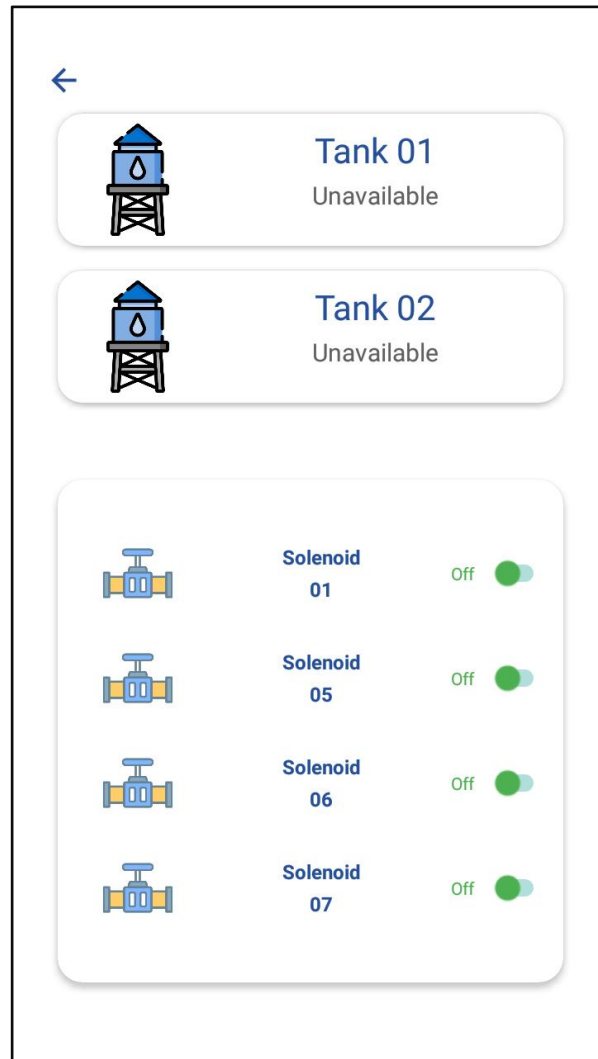 Tank 01
Unavailable
Tank 02
Unavailable
Solenoid
01
Off
Solenoid
05
Off
Solenoid
06
Off
Solenoid
07
Off